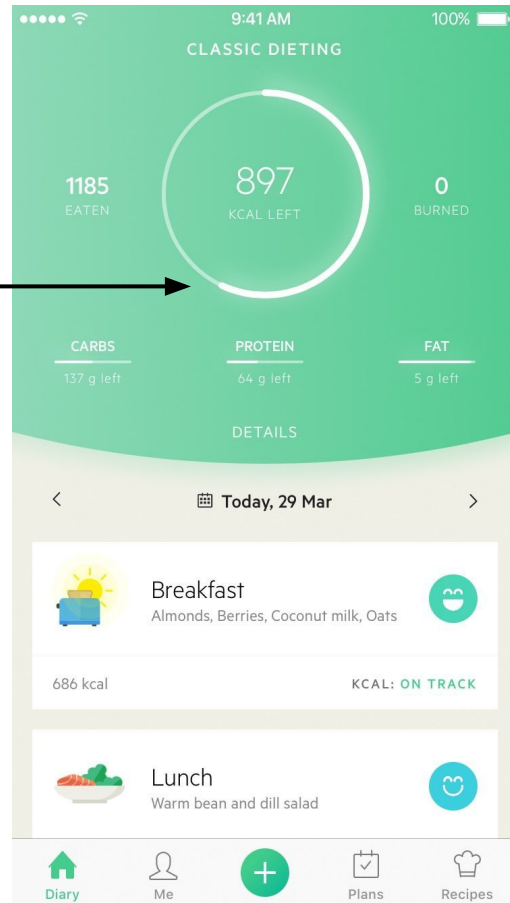 9:41 AM 100%
CLASSIC DIETING
1185
EATEN
897
KCAL LEFT
0
BURNED
CARBS PROTEIN FAT
137 g left 64 g left 5 g left
DETAILS
Today, 29 Mar
Breakfast
Almonds, Berries, Coconut milk, Oats
686 kcal KCAL: ON TRACK
Lunch
Warm bean and dill salad
Diary Me Plans Recipes